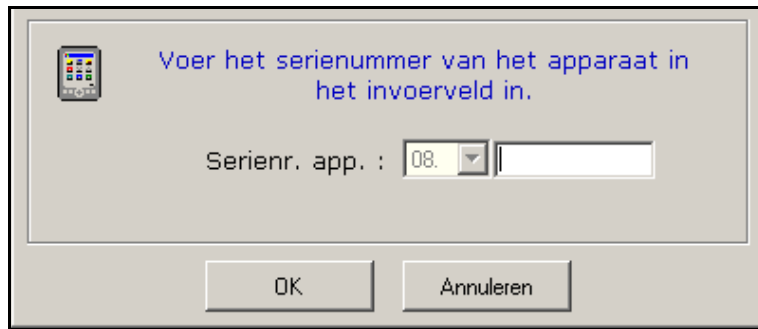 Voer het serienummer van het apparaat in
het invoerveld in.
Serienr. app. : 08.
OK Annuleren